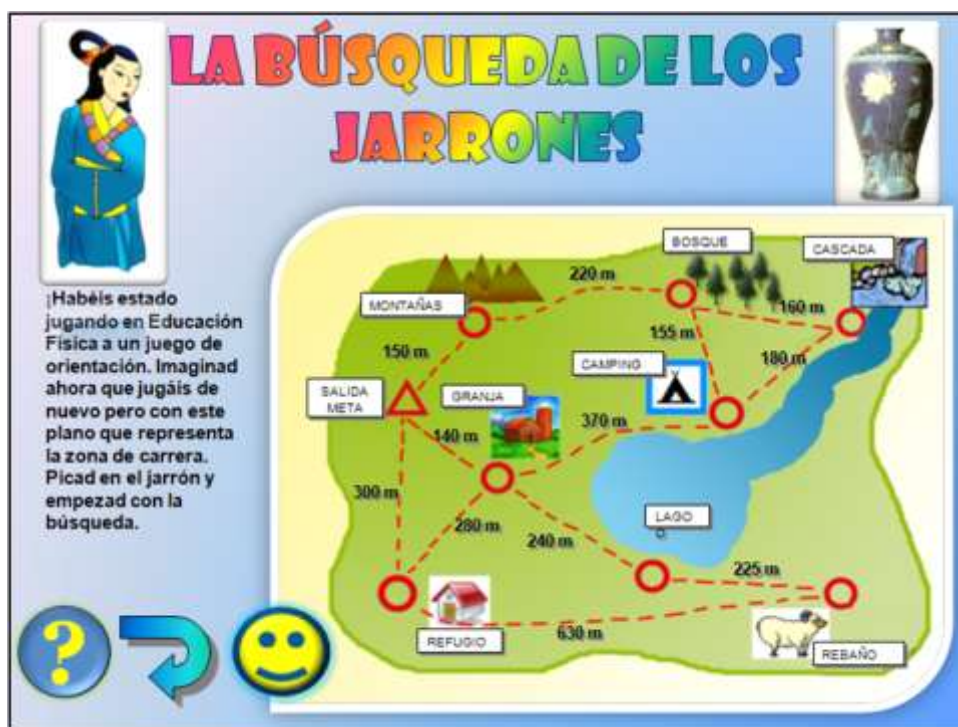 LA BÚSQUEDA DE LOS
JARRONES
¡Habéis estado
jugando en Educación
Física a un juego de
orientación. Imaginad
ahora que jugáis de
nuevo pero con este
plano que representa
la zona de carrera.
Picad en el jarrón y
empezad con la
búsqueda.
BOSQUE
CASCADA
220 m
MONTAÑAS
160 m
155 m
150 m
180 m
CAMPING
SALIDA
META
GRANJA
370 m
140 m
300 m
280 m
240 m
LAGO
O
225 m
REFUGIO
630 m
REBAÑO
?